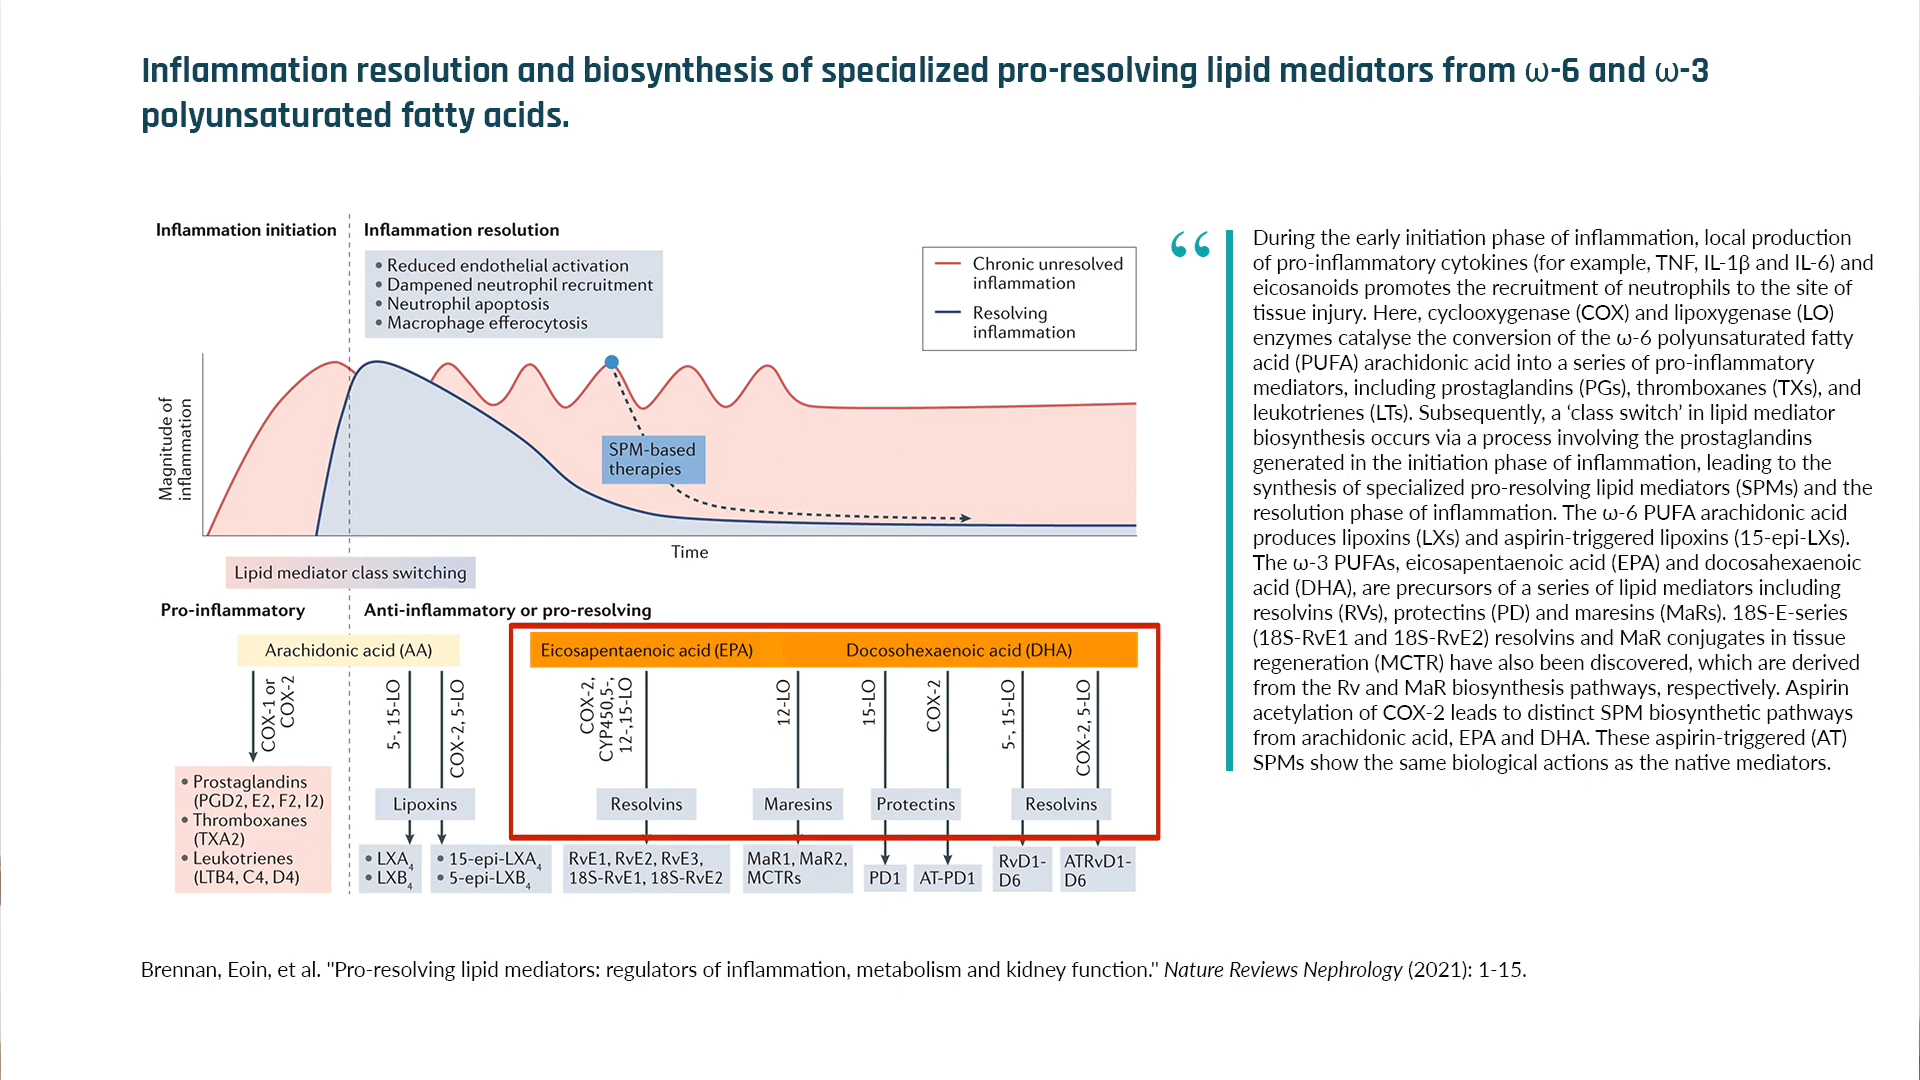 Inflammation resolution and biosynthesis of specialized pro-resolving lipid mediators from ω-6 and ω-3
polyunsaturated fatty acids.
Inflammation initiation
Inflammation resolution
• Reduced endothelial activation
• Dampened neutrophil recruitment
• Neutrophil apoptosis
• Macrophage efferocytosis
Chronic unresolved
inflammation
Resolving
inflammation
Magnitude of
inflammation
SPM-based
therapies
Time
Lipid mediator class switching
Pro-inflammatory
Anti-inflammatory or pro-resolving
Arachidonic acid (AA)
Eicosapentaenoic acid (EPA)
Docosohexaenoic acid (DHA)
COX-1 or
COX-2
5-, 15-LO
COX-2, 5-LO
COX-2,
CYP450,5-,
12-,15-LO
12-LO
15-LO
COX-2
5-, 15-LO
COX-2, 5-LO
• Prostaglandins
(PGD2, E2, F2, I2)
• Thromboxanes
(TXA2)
• Leukotrienes
(LTB4, C4, D4)
Lipoxins
Resolvins
Maresins
Protectins
Resolvins
• LXA4
• LXB4
• 15-epi-LXA4
• 5-epi-LXB4
RvE1, RvE2, RvE3,
18S-RvE1, 18S-RvE2
MaR1, MaR2,
MCTRs
PD1
AT-PD1
RvD1-
D6
ATRvD1-
D6
“
During the early initiation phase of inflammation, local production
of pro-inflammatory cytokines (for example, TNF, IL-1β and IL-6) and
eicosanoids promotes the recruitment of neutrophils to the site of
tissue injury. Here, cyclooxygenase (COX) and lipoxygenase (LO)
enzymes catalyse the conversion of the ω-6 polyunsaturated fatty
acid (PUFA) arachidonic acid into a series of pro-inflammatory
mediators, including prostaglandins (PGs), thromboxanes (TXs), and
leukotrienes (LTs). Subsequently, a ‘class switch’ in lipid mediator
biosynthesis occurs via a process involving the prostaglandins
generated in the initiation phase of inflammation, leading to the
synthesis of specialized pro-resolving lipid mediators (SPMs) and the
resolution phase of inflammation. The ω-6 PUFA arachidonic acid
produces lipoxins (LXs) and aspirin-triggered lipoxins (15-epi-LXs).
The ω-3 PUFAs, eicosapentaenoic acid (EPA) and docosahexaenoic
acid (DHA), are precursors of a series of lipid mediators including
resolvins (RVs), protectins (PD) and maresins (MaRs). 18S-E-series
(18S-RvE1 and 18S-RvE2) resolvins and MaR conjugates in tissue
regeneration (MCTR) have also been discovered, which are derived
from the Rv and MaR biosynthesis pathways, respectively. Aspirin
acetylation of COX-2 leads to distinct SPM biosynthetic pathways
from arachidonic acid, EPA and DHA. These aspirin-triggered (AT)
SPMs show the same biological actions as the native mediators.
Brennan, Eoin, et al. "Pro-resolving lipid mediators: regulators of inflammation, metabolism and kidney function." Nature Reviews Nephrology (2021): 1-15.